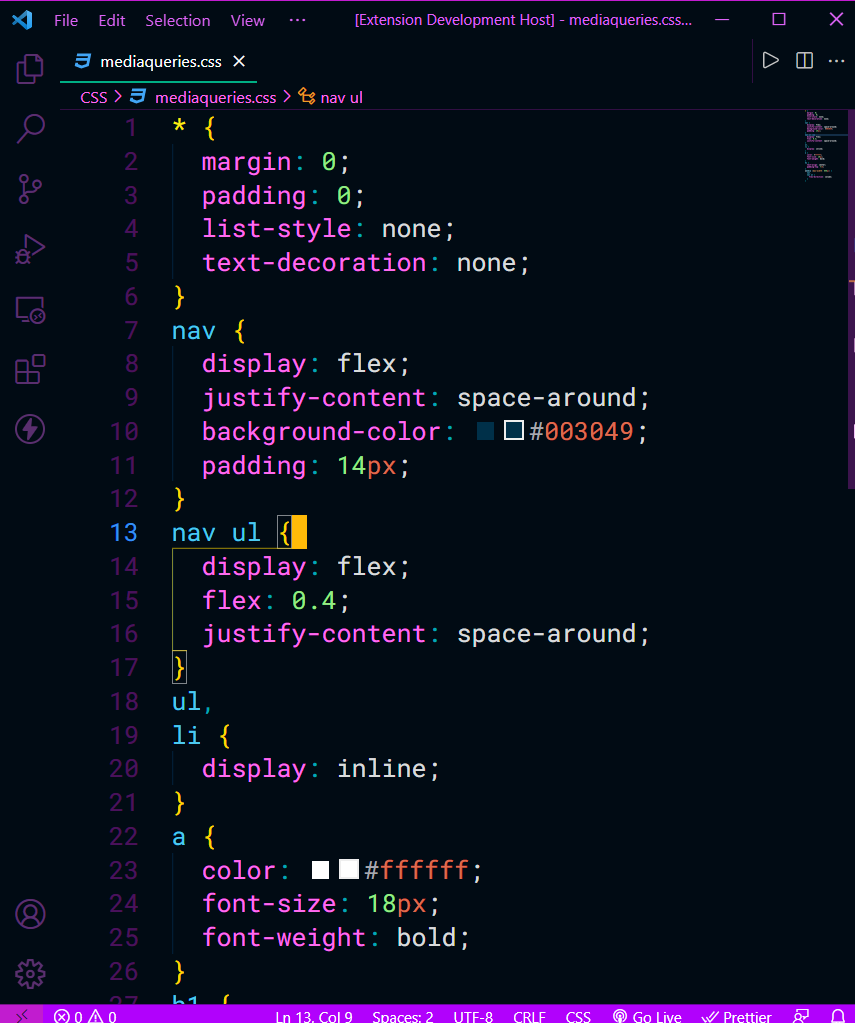 File Edit Selection View ··· [Extension Development Host] - mediaqueries.css...
mediaqueries.css
CSS > mediaqueries.css > nav ul
1 * {
2 margin: 0;
3 padding: 0;
4 list-style: none;
5 text-decoration: none;
6 }
7 nav {
8 display: flex;
9 justify-content: space-around;
10 background-color: #003049;
11 padding: 14px;
12 }
13 nav ul {
14 display: flex;
15 flex: 0.4;
16 justify-content: space-around;
17 }
18 ul,
19 li {
20 display: inline;
21 }
22 a {
23 color: #ffffff;
24 font-size: 18px;
25 font-weight: bold;
26 }
27 h1 {
0 0 Ln 13, Col 9 Spaces: 2 UTF-8 CRLF CSS Go Live Prettier